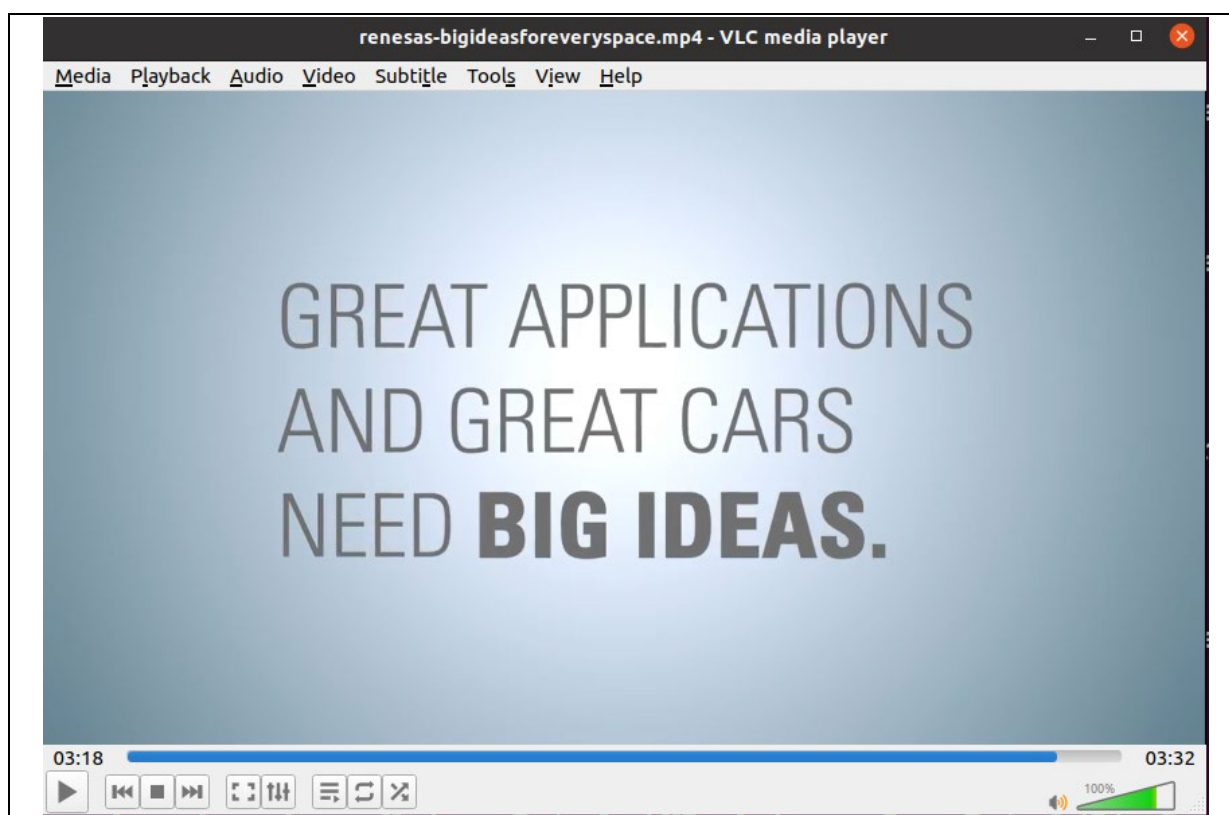 renesas-bigideasforeveryspace.mp4 - VLC media player
Media Playback Audio Video Subtitle Tools View Help
GREAT APPLICATIONS
AND GREAT CARS
NEED BIG IDEAS.
03:18 03:32
100%